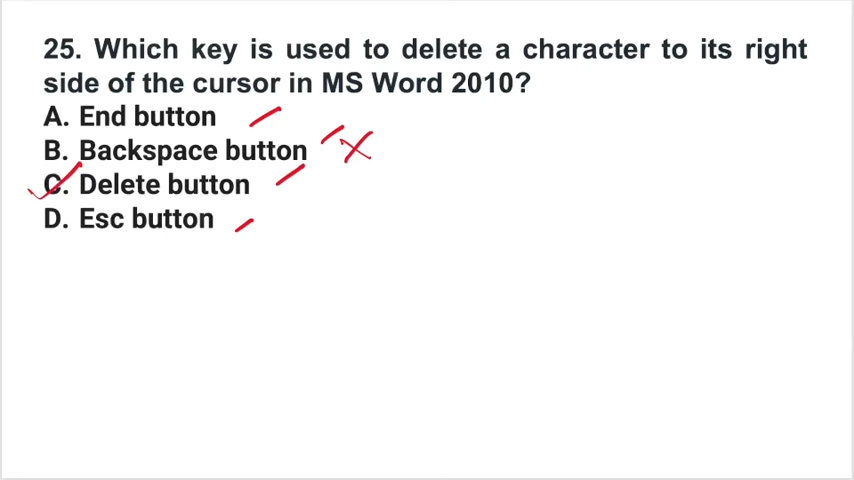 25. Which key is used to delete a character to its right
side of the cursor in MS Word 2010?
A. End button
B. Backspace button
C. Delete button
D. Esc button